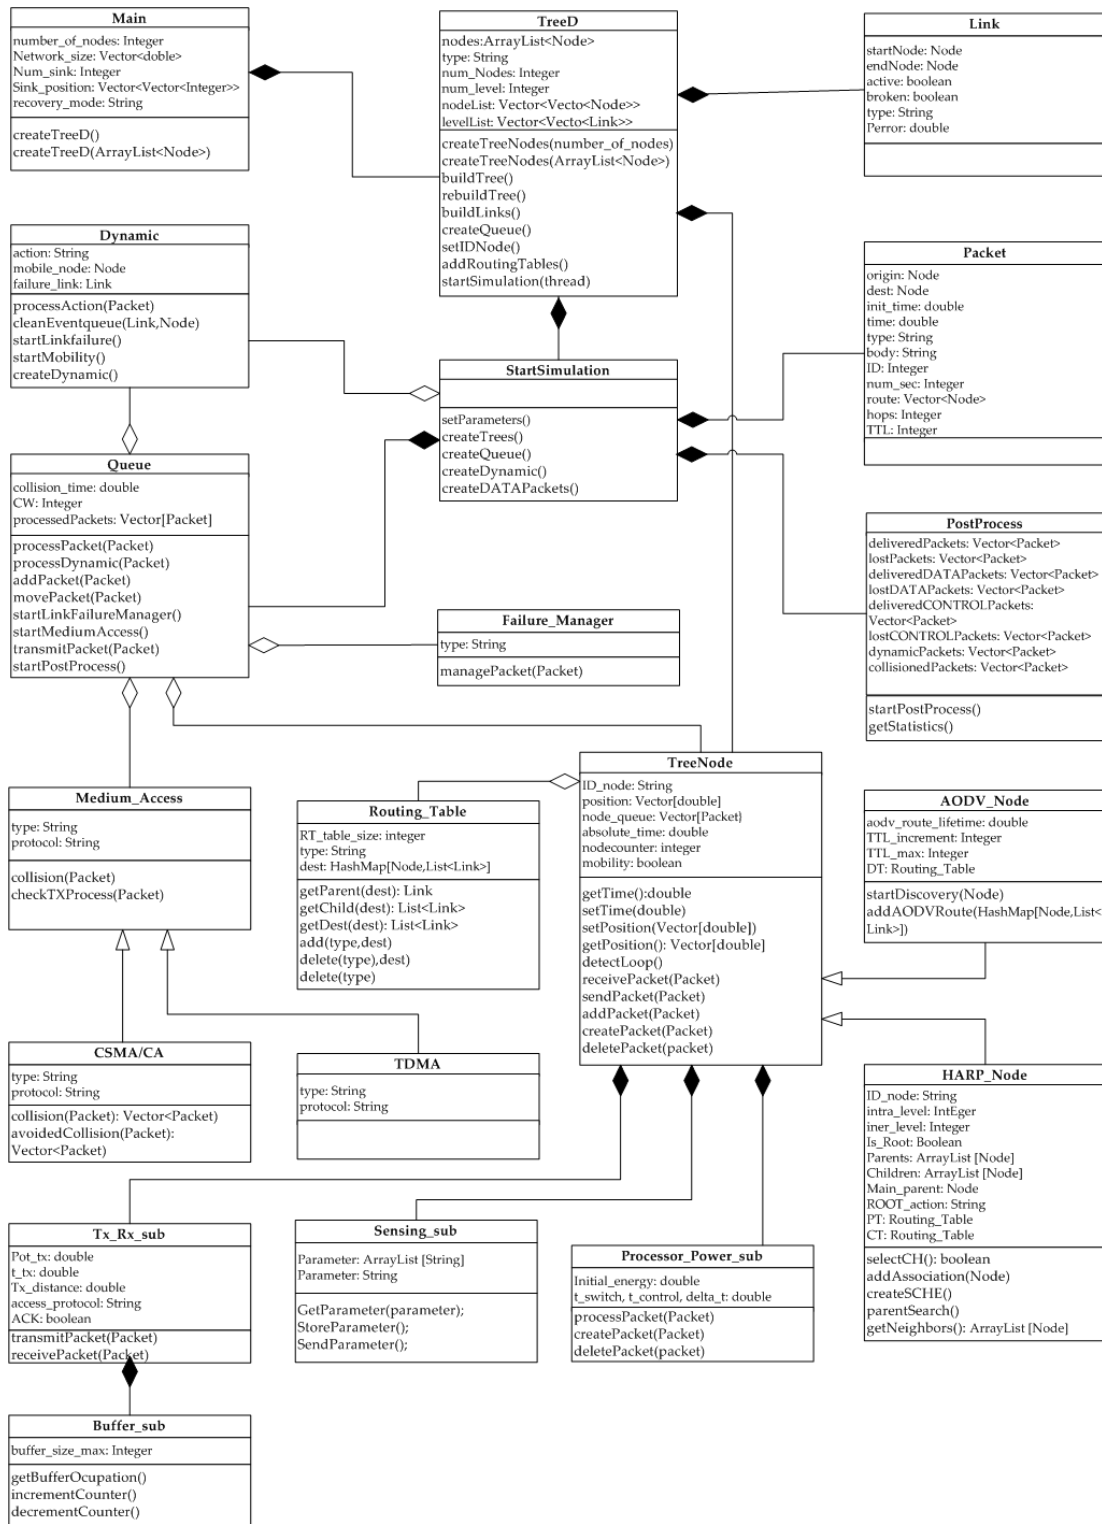 Main
number_of_nodes: Integer
Network_size: Vector<doble>
Num_sink: Integer
Sink_position: Vector<Vector<Integer>>
recovery_mode: String
createTreeD()
createTreeD(ArrayList<Node>)
TreeD
nodes:ArrayList<Node>
type: String
num_Nodes: Integer
num_level: Integer
nodeList: Vector<Vecto<Node>>
levelList: Vector<Vecto<Link>>
createTreeNodes(number_of_nodes)
createTreeNodes(ArrayList<Node>)
buildTree()
rebuildTree()
buildLinks()
createQueue()
setIDNode()
addRoutingTables()
startSimulation(thread)
Link
startNode: Node
endNode: Node
active: boolean
broken: boolean
type: String
Perror: double
Dynamic
action: String
mobile_node: Node
failure_link: Link
processAction(Packet)
cleanEventqueue(Link,Node)
startLinkfailure()
startMobility()
createDynamic()
Packet
origin: Node
dest: Node
init_time: double
time: double
type: String
body: String
ID: Integer
num_sec: Integer
route: Vector<Node>
hops: Integer
TTL: Integer
StartSimulation
setParameters()
createTrees()
createQueue()
createDynamic()
createDATAPackets()
Queue
collision_time: double
CW: Integer
processedPackets: Vector[Packet]
processPacket(Packet)
processDynamic(Packet)
addPacket(Packet)
movePacket(Packet)
startLinkFailureManager()
startMediumAccess()
transmitPacket(Packet)
startPostProcess()
PostProcess
deliveredPackets: Vector<Packet>
lostPackets: Vector<Packet>
deliveredDATAPackets: Vector<Packet>
lostDATAPackets: Vector<Packet>
deliveredCONTROLPackets:
Vector<Packet>
lostCONTROLPackets: Vector<Packet>
dynamicPackets: Vector<Packet>
collisionedPackets: Vector<Packet>
startPostProcess()
getStatistics()
Failure_Manager
type: String
managePacket(Packet)
Medium_Access
type: String
protocol: String
collision(Packet)
checkTXProcess(Packet)
Routing_Table
RT_table_size: integer
type: String
dest: HashMap[Node,List<Link>]
getParent(dest): Link
getChild(dest): List<Link>
getDest(dest): List<Link>
add(type,dest)
delete(type),dest)
delete(type)
TreeNode
ID_node: String
position: Vector[double]
node_queue: Vector[Packet}
absolute_time: double
nodecounter: integer
mobility: boolean
getTime():double
setTime(double)
setPosition(Vector[double])
getPosition(): Vector[double]
detectLoop()
receivePacket(Packet)
sendPacket(Packet)
addPacket(Packet)
createPacket(Packet)
deletePacket(packet)
AODV_Node
aodv_route_lifetime: double
TTL_increment: Integer
TTL_max: Integer
DT: Routing_Table
startDiscovery(Node)
addAODVRoute(HashMap[Node,List<
Link>])
CSMA/CA
type: String
protocol: String
collision(Packet): Vector<Packet)
avoidedCollision(Packet):
Vector<Packet)
TDMA
type: String
protocol: String
HARP_Node
ID_node: String
intra_level: IntEger
iner_level: Integer
Is_Root: Boolean
Parents: ArrayList [Node]
Children: ArrayList [Node]
Main_parent: Node
ROOT_action: String
PT: Routing_Table
CT: Routing_Table
selectCH(): boolean
addAssociation(Node)
createSCHE()
parentSearch()
getNeighbors(): ArrayList [Node]
Tx_Rx_sub
Pot_tx: double
t_tx: double
Tx_distance: double
access_protocol: String
ACK: boolean
transmitPacket(Packet)
receivePacket(Packet)
Sensing_sub
Parameter: ArrayList [String]
Parameter: String
GetParameter(parameter);
StoreParameter();
SendParameter();
Processor_Power_sub
Initial_energy: double
t_switch, t_control, delta_t: double
processPacket(Packet)
createPacket(Packet)
deletePacket(packet)
Buffer_sub
buffer_size_max: Integer
getBufferOcupation()
incrementCounter()
decrementCounter()